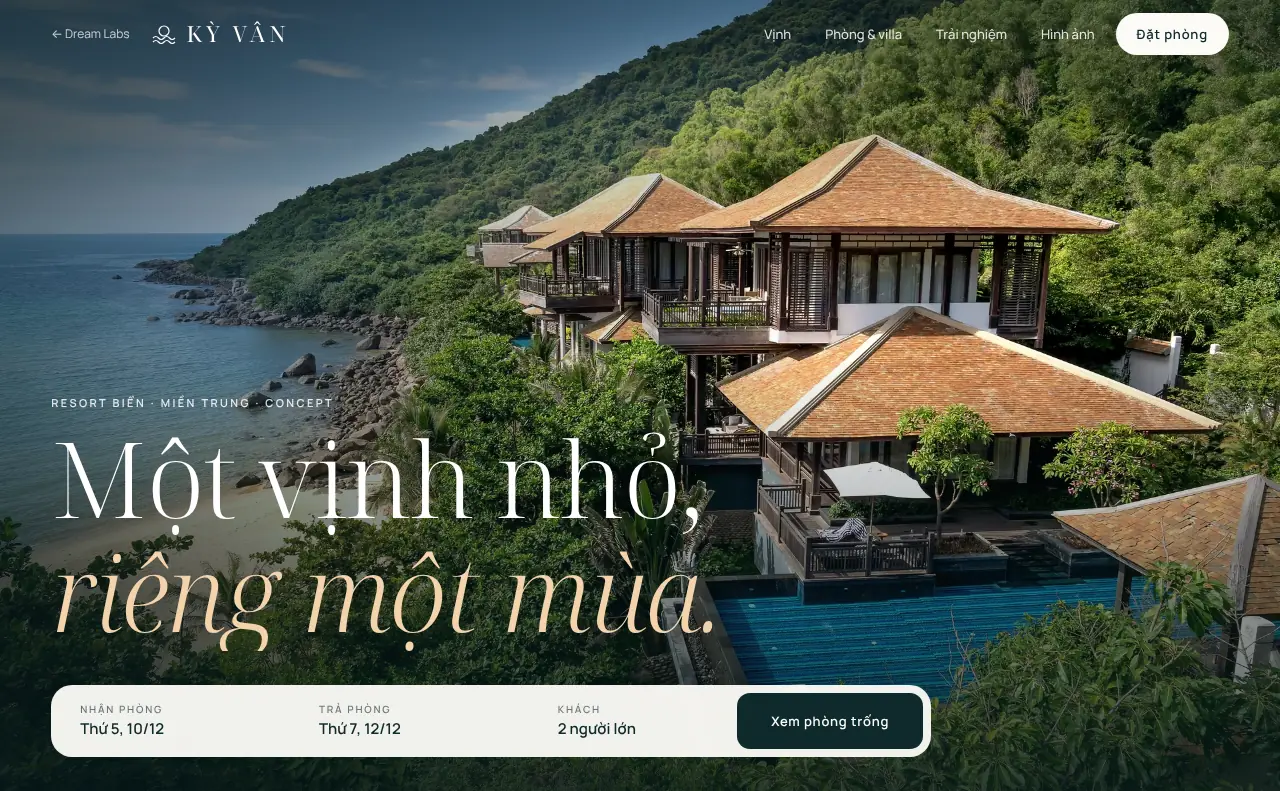 ← Dream Labs
KỲ VÂN
Vịnh
Phòng & villa
Trải nghiệm
Hình ảnh
Đặt phòng
RESORT BIỂN · MIỀN TRUNG · CONCEPT
Một vịnh nhỏ,
riêng một mùa.
NHẬN PHÒNG
Thứ 5, 10/12
TRẢ PHÒNG
Thứ 7, 12/12
KHÁCH
2 người lớn
Xem phòng trống